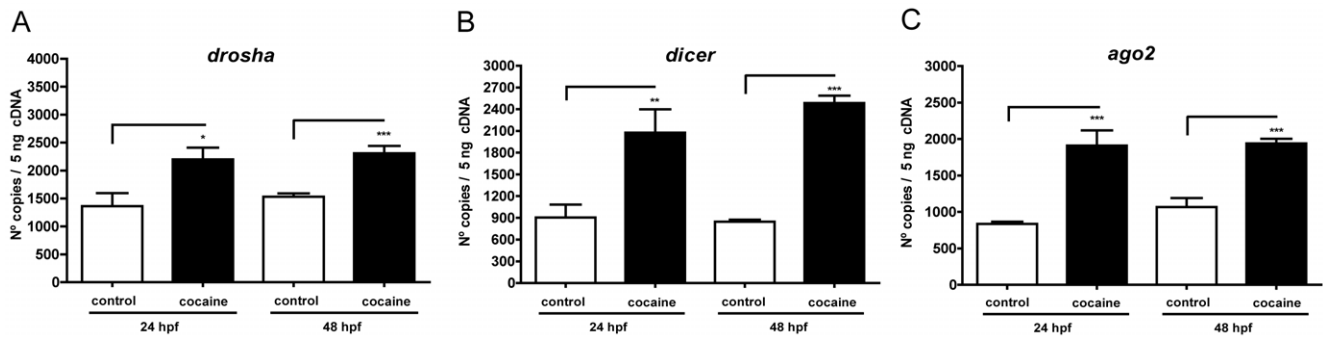 A
drosha
Nº copies / 5 ng cDNA
4000
3500
3000
2500
2000
1500
1000
500
0
*
***
control cocaine control cocaine
24 hpf 48 hpf
B
dicer
Nº copies / 5 ng cDNA
3000
2700
2400
2100
1800
1500
1200
900
600
300
0
**
***
control cocaine control cocaine
24 hpf 48 hpf
C
ago2
Nº copies / 5 ng cDNA
3000
2500
2000
1500
1000
500
0
***
***
control cocaine control cocaine
24 hpf 48 hpf